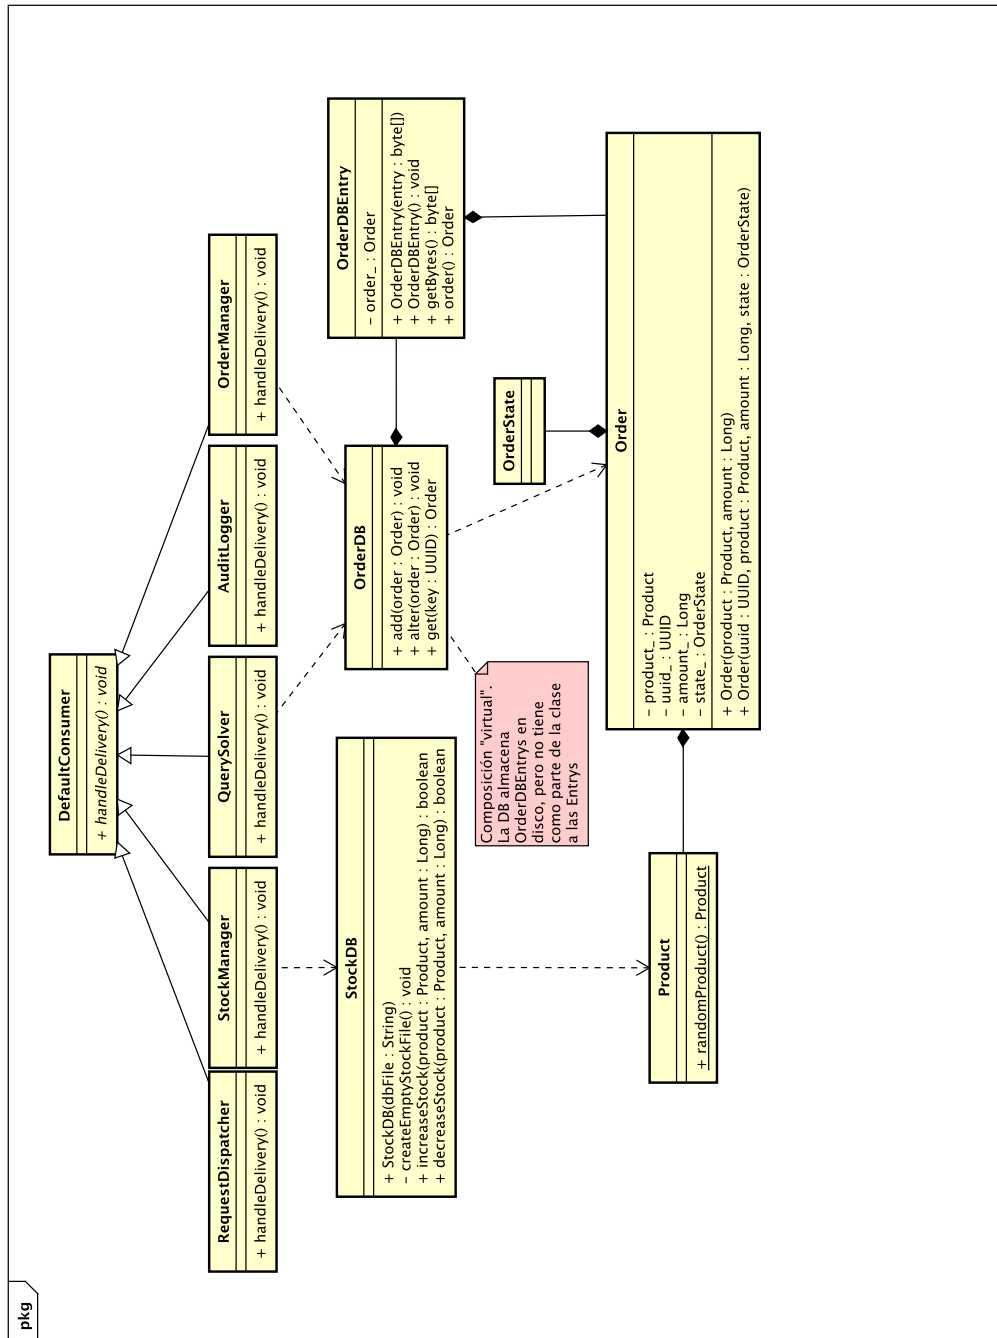 pkg
DefaultConsumer
+ handleDelivery() : void
RequestDispatcher
+ handleDelivery() : void
StockManager
+ handleDelivery() : void
QuerySolver
+ handleDelivery() : void
AuditLogger
+ handleDelivery() : void
OrderManager
+ handleDelivery() : void
StockDB
+ StockDB(dbFile : String)
– createEmptyStockFile() : void
+ increaseStock(product : Product, amount : Long) : boolean
+ decreaseStock(product : Product, amount : Long) : boolean
OrderDB
+ add(order : Order) : void
+ alter(order : Order) : void
+ get(key : UUID) : Order
OrderDBEntry
– order_ : Order
+ OrderDBEntry(entry : byte[])
+ OrderDBEntry() : void
+ getBytes() : byte[]
+ order() : Order
Composición "virtual".
La DB almacena
OrderDBEntrys en
disco, pero no tiene
como parte de la clase
a las Entrys
OrderState
Product
+ randomProduct() : Product
Order
– product_ : Product
– uuid_ : UUID
– amount_ : Long
– state_ : OrderState
+ Order(product : Product, amount : Long)
+ Order(uuid : UUID, product : Product, amount : Long, state : OrderState)